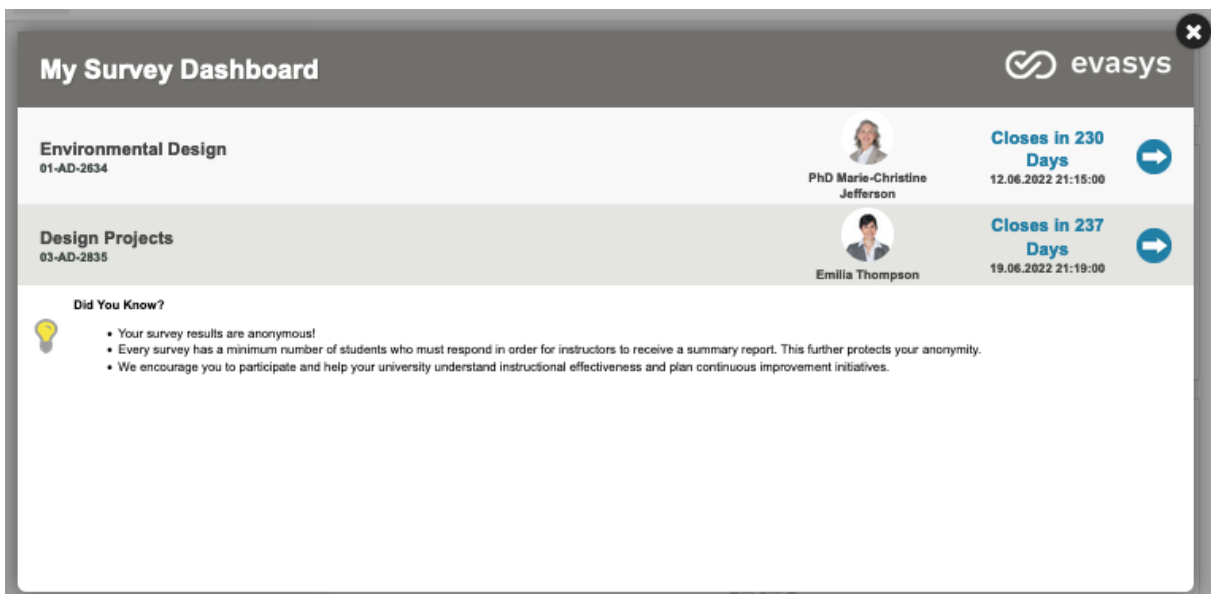 My Survey Dashboard
evasys
Environmental Design
01-AD-2634
PhD Marie-Christine
Jefferson
Closes in 230
Days
12.06.2022 21:15:00
Design Projects
03-AD-2835
Emilia Thompson
Closes in 237
Days
19.06.2022 21:19:00
Did You Know?
• Your survey results are anonymous!
• Every survey has a minimum number of students who must respond in order for instructors to receive a summary report. This further protects your anonymity.
• We encourage you to participate and help your university understand instructional effectiveness and plan continuous improvement initiatives.